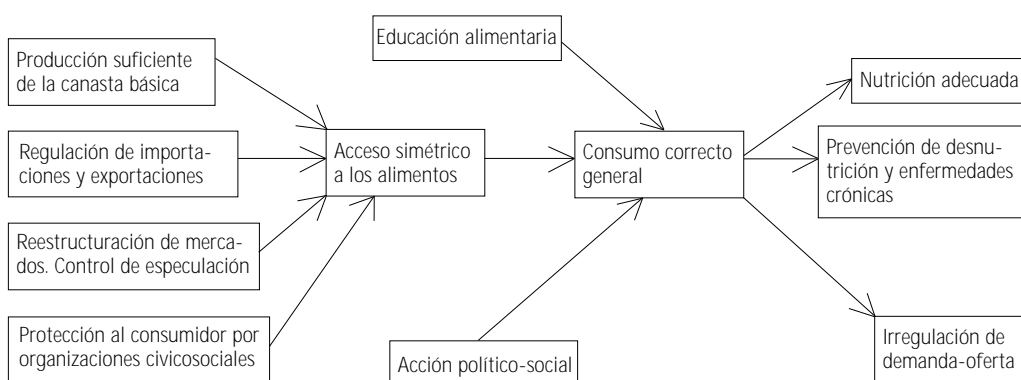 Producción suficiente
de la canasta básica
Regulación de importa-
ciones y exportaciones
Reestructuración de merca-
dos. Control de especulación
Protección al consumidor por
organizaciones civicosociales
Educación alimentaria
Acceso simétrico
a los alimentos
Acción político-social
Consumo correcto
general
Nutrición adecuada
Prevención de desnu-
trición y enfermedades
crónicas
Irregulación de
demanda-oferta